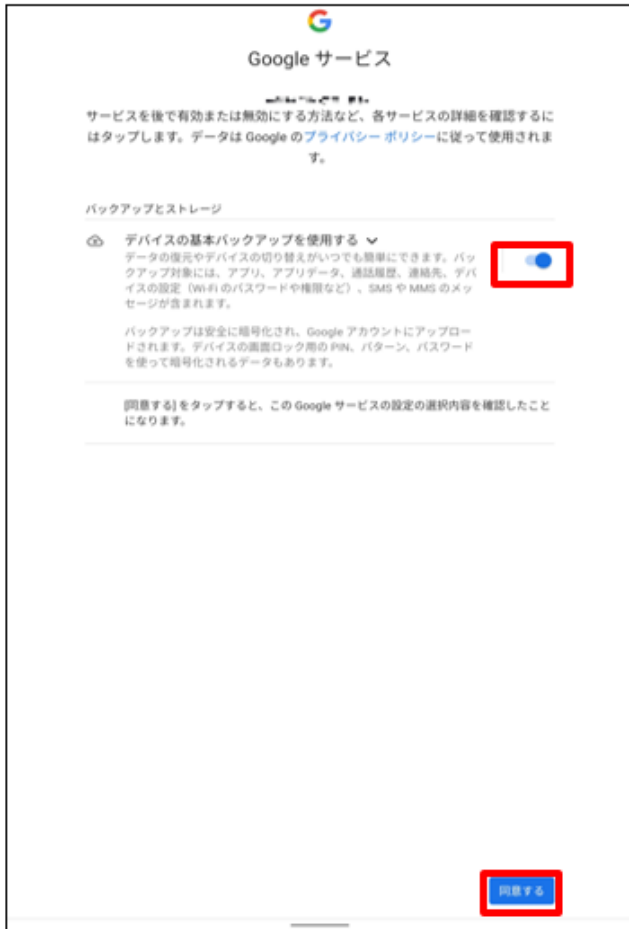 Google サービス
サービスを後で有効または無効にする方法など、各サービスの詳細を確認するに
はタップします。データは Google のプライバシー ポリシーに従って使用されま
す。
バックアップとストレージ
デバイスの基本バックアップを使用する
データの復元やデバイスの切り替えがいつでも簡単にできます。バッ
クアップ対象には、アプリ、アプリデータ、通話履歴、連絡先、デバ
イスの設定（Wi-Fi のパスワードや権限など）、SMS や MMS のメッ
セージが含まれます。
バックアップは安全に暗号化され、Google アカウントにアップロー
ドされます。デバイスの画面ロック用の PIN、パターン、パスワード
を使って暗号化されるデータもあります。
[同意する] をタップすると、この Google サービスの設定の選択内容を確認したこと
になります。
同意する